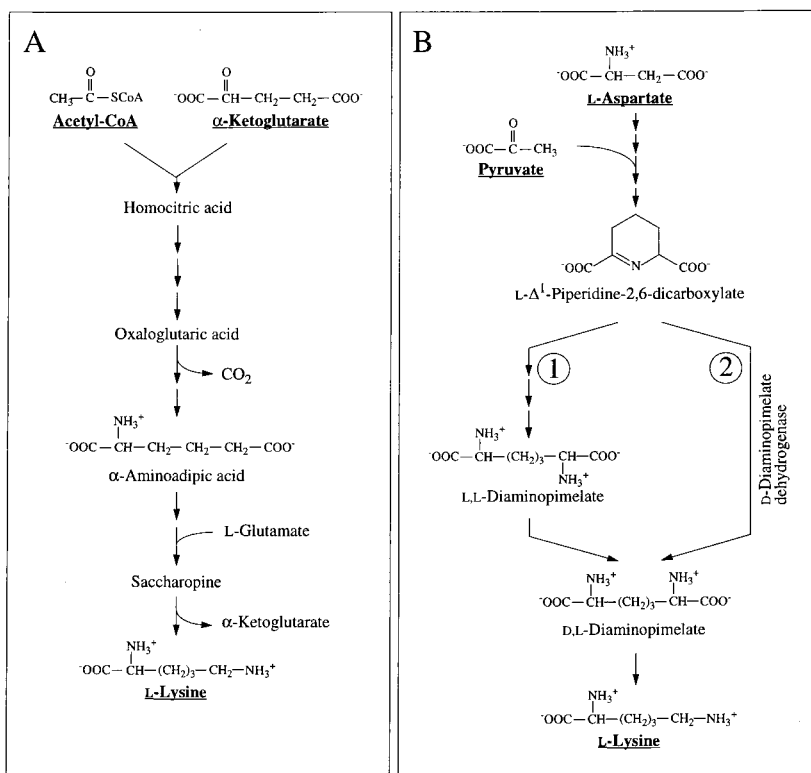 A
O
||
CH₃—C—SCoA
Acetyl-CoA
O
||
⁻OOC—CH—CH₂—CH₂—COO⁻
α-Ketoglutarate
Homocitric acid
Oxaloglutaric acid
CO₂
NH₃⁺
⁻OOC—CH—CH₂—CH₂—CH₂—COO⁻
α-Aminoadipic acid
L-Glutamate
Saccharopine
α-Ketoglutarate
NH₃⁺
⁻OOC—CH—(CH₂)₃—CH₂—NH₃⁺
L-Lysine
B
NH₃⁺
⁻OOC—CH—CH₂—COO⁻
L-Aspartate
O
||
⁻OOC—C—CH₃
Pyruvate
⁻OOC N COO⁻
L-Δ¹-Piperidine-2,6-dicarboxylate
1
2
D-Diaminopimelate
dehydrogenase
NH₃⁺
⁻OOC—CH—(CH₂)₃—CH—COO⁻
NH₃⁺
L,L-Diaminopimelate
NH₃⁺ NH₃⁺
⁻OOC—CH—(CH₂)₃—CH—COO⁻
D,L-Diaminopimelate
NH₃⁺
⁻OOC—CH—(CH₂)₃—CH₂—NH₃⁺
L-Lysine